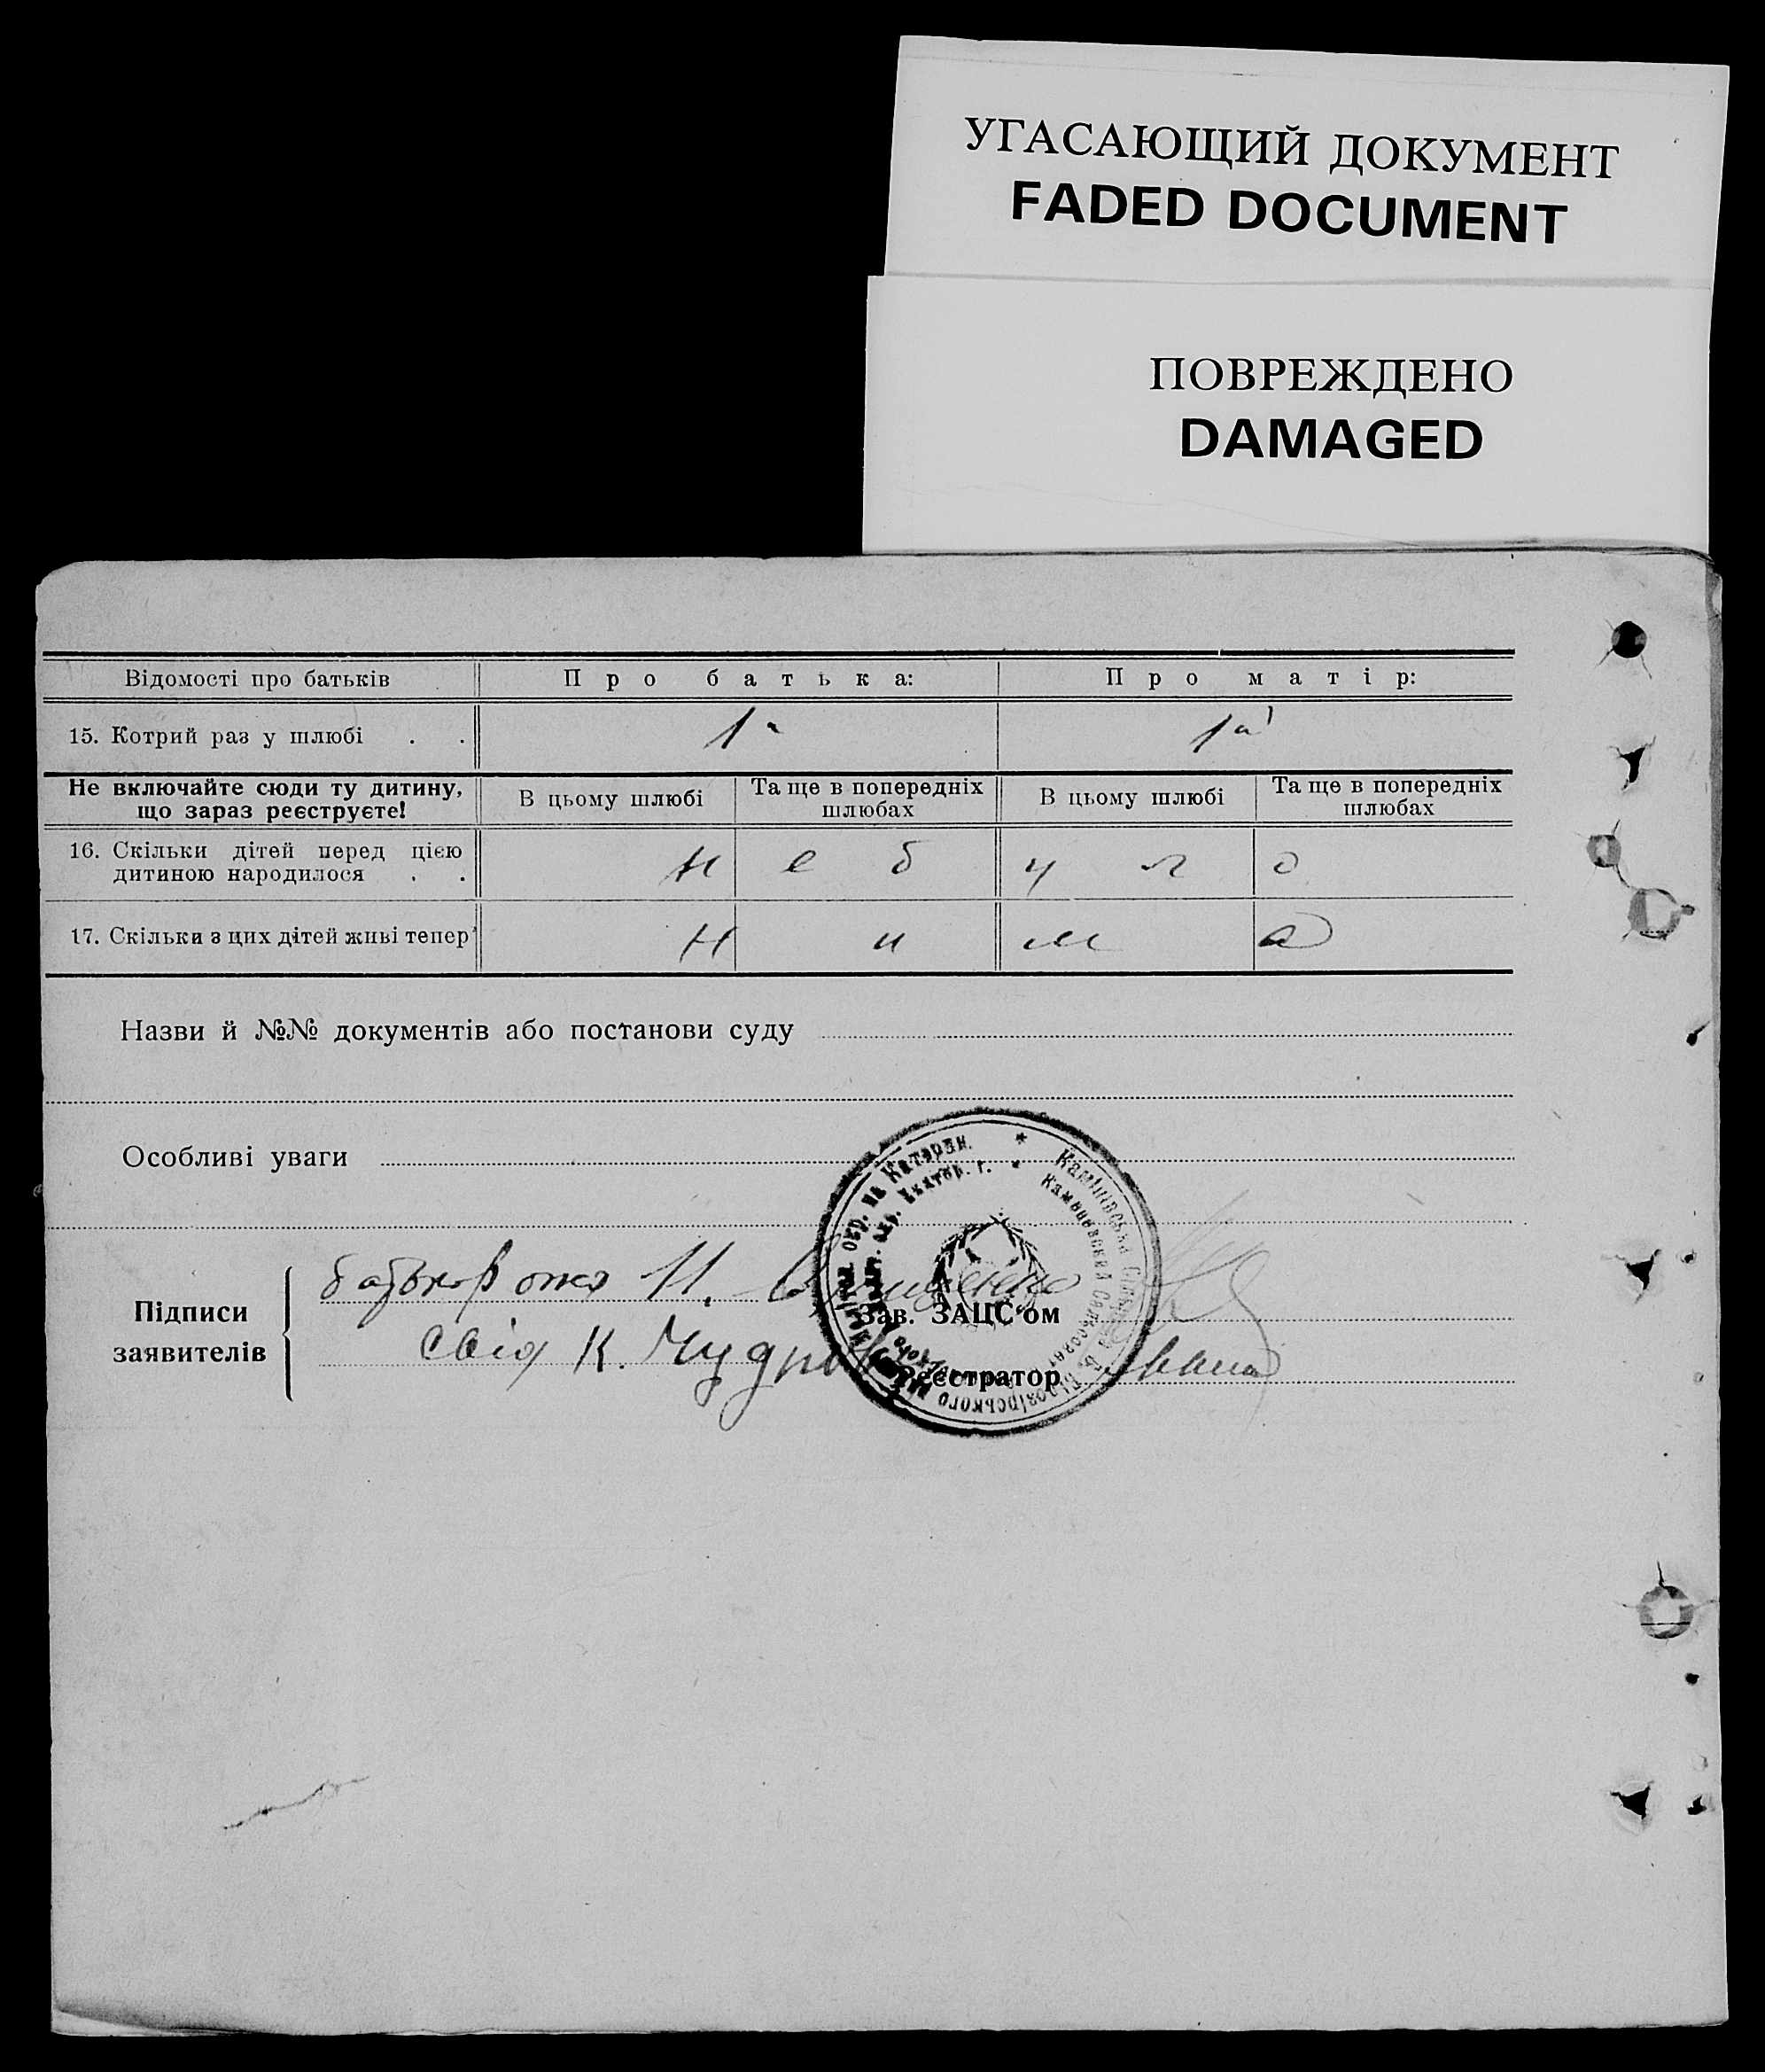 УГАСАЮЩИЙ ДОКУМЕНТ
FADED DOCUMENT
ПОВРЕЖДЕНО
DAMAGED
Відомості про батьків Про батька: Про матір:
15. Котрий раз у шлюбі . . 1й 1й
Не включайте сюди ту дитину, що зараз реєструєте! В цьому шлюбі Та ще в попередніх шлюбах В цьому шлюбі Та ще в попередніх шлюбах
16. Скільки дітей перед цією
дитиною народилося . . н е б у л о
17. Скільки з цих дітей живі тепер н и м а
Назви й №№ документів або постанови суду
Особливі уваги
Підписи
заявителів
Н.
Зав. ЗАЦС'ом
свід К.
Реєстратор